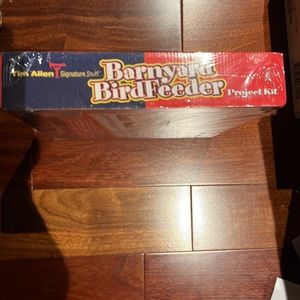 Tim Allen Signature Stuff
Barnyard
BirdFeeder
Project Kit